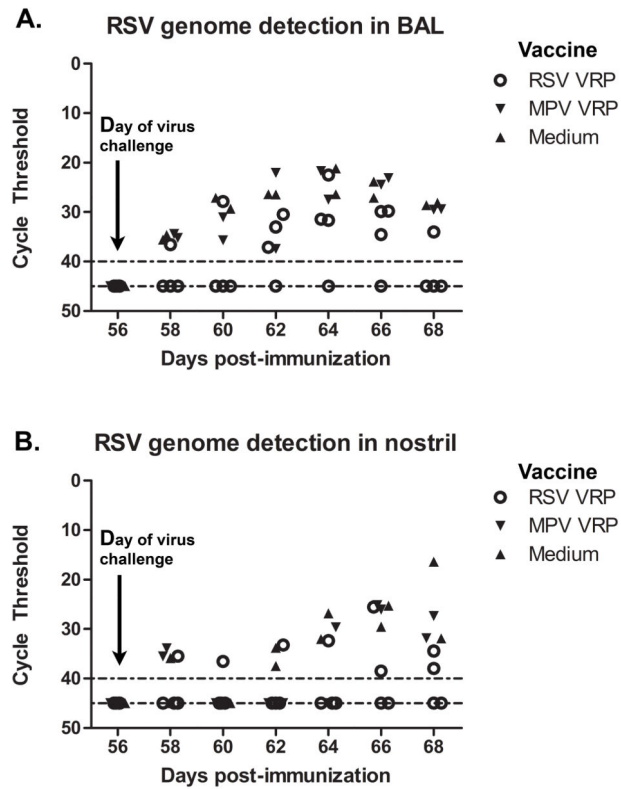 A.
RSV genome detection in BAL
Vaccine
RSV VRP
MPV VRP
Medium
Cycle Threshold
0
10
20
30
40
50
Day of virus
challenge
56
58
60
62
64
66
68
Days post-immunization
B.
RSV genome detection in nostril
Vaccine
RSV VRP
MPV VRP
Medium
Cycle Threshold
0
10
20
30
40
50
Day of virus
challenge
56
58
60
62
64
66
68
Days post-immunization